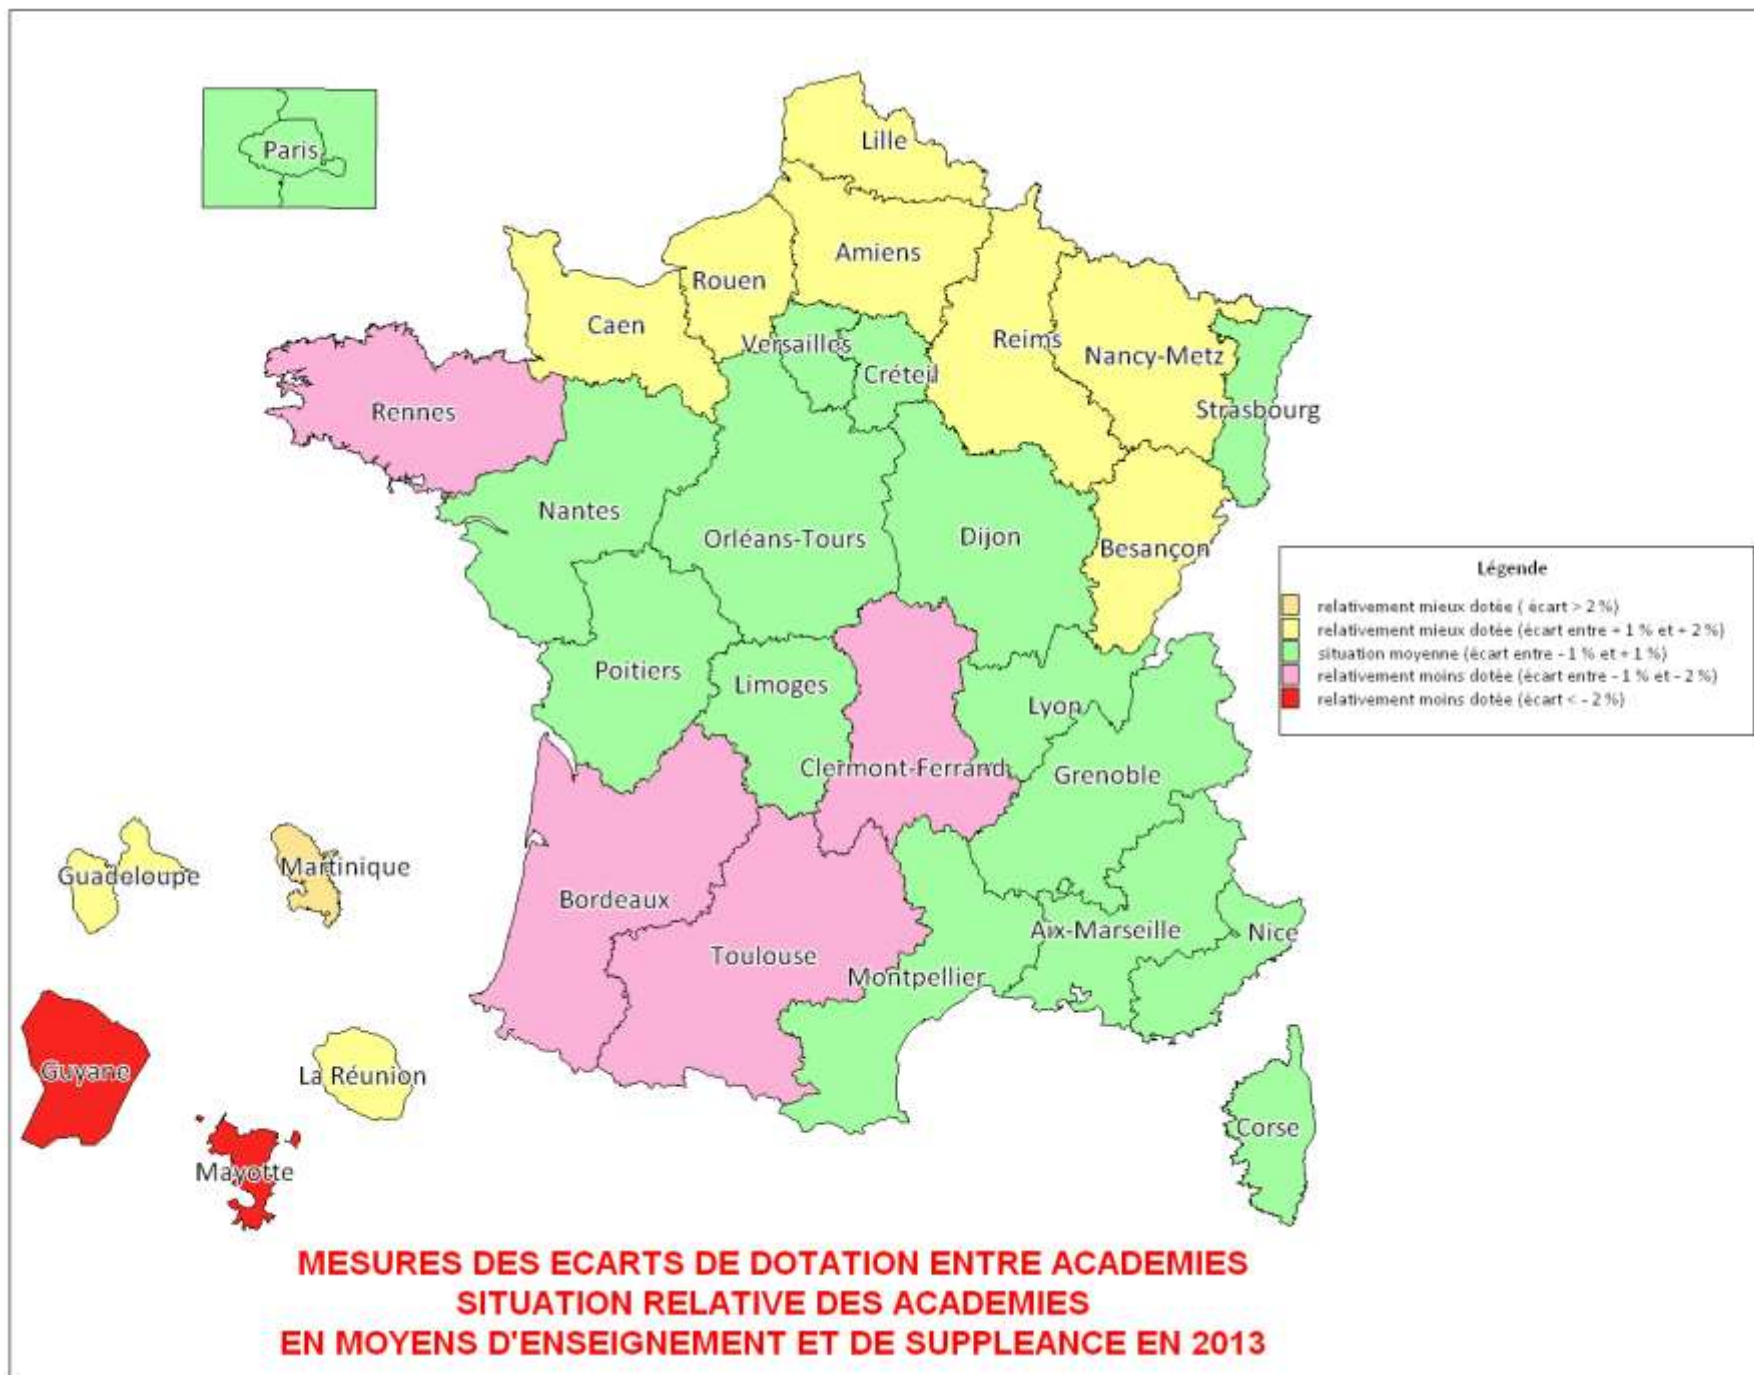 Paris
Lille
Amiens
Rouen
Caen
Versailles
Créteil
Reims
Nancy-Metz
Strasbourg
Rennes
Nantes
Orléans-Tours
Dijon
Besançon
Légende
relativement mieux dotée ( écart > 2 %)
relativement mieux dotée (écart entre + 1 % et + 2 %)
situation moyenne (écart entre - 1 % et + 1 %)
relativement moins dotée (écart entre - 1 % et - 2 %)
relativement moins dotée (écart < - 2 %)
Poitiers
Limoges
Lyon
Clermont-Ferrand
Grenoble
Guadeloupe
Martinique
Bordeaux
Toulouse
Montpellier
Aix-Marseille
Nice
Guyane
La Réunion
Mayotte
Corse
MESURES DES ECARTS DE DOTATION ENTRE ACADEMIES
SITUATION RELATIVE DES ACADEMIES
EN MOYENS D'ENSEIGNEMENT ET DE SUPPLEANCE EN 2013